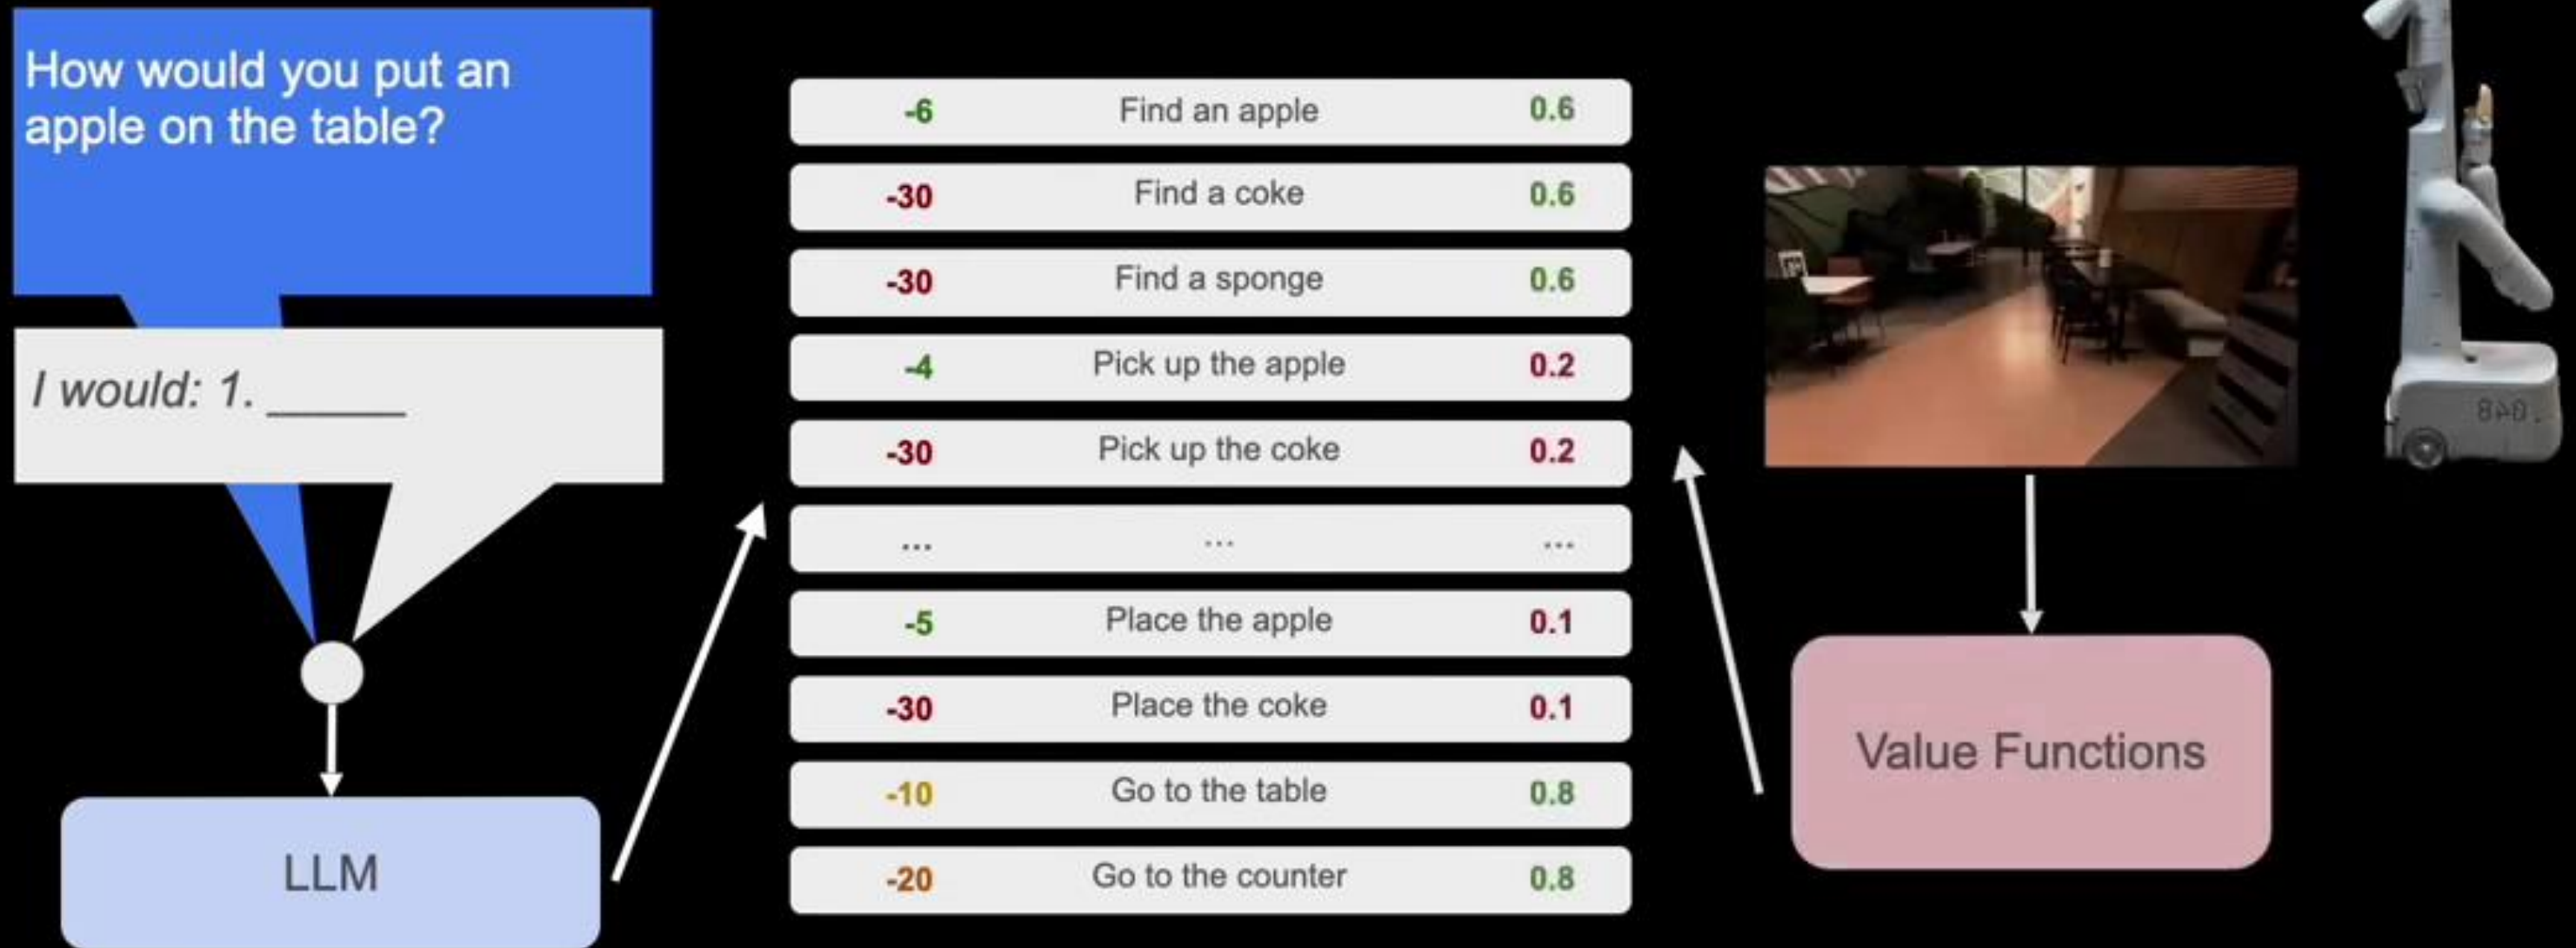 How would you put an
apple on the table?
I would: 1. _____
LLM
-6 Find an apple 0.6
-30 Find a coke 0.6
-30 Find a sponge 0.6
-4 Pick up the apple 0.2
-30 Pick up the coke 0.2
... ... ...
-5 Place the apple 0.1
-30 Place the coke 0.1
-10 Go to the table 0.8
-20 Go to the counter 0.8
Value Functions